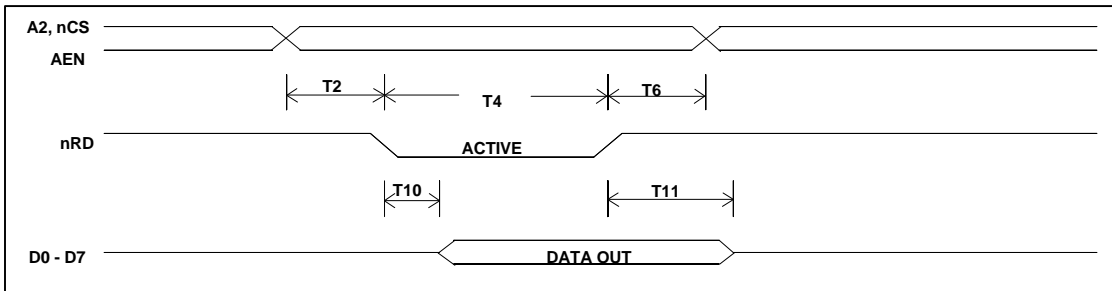 A2, nCS
AEN
T2
T4
T6
nRD
ACTIVE
T10
T11
D0 - D7
DATA OUT